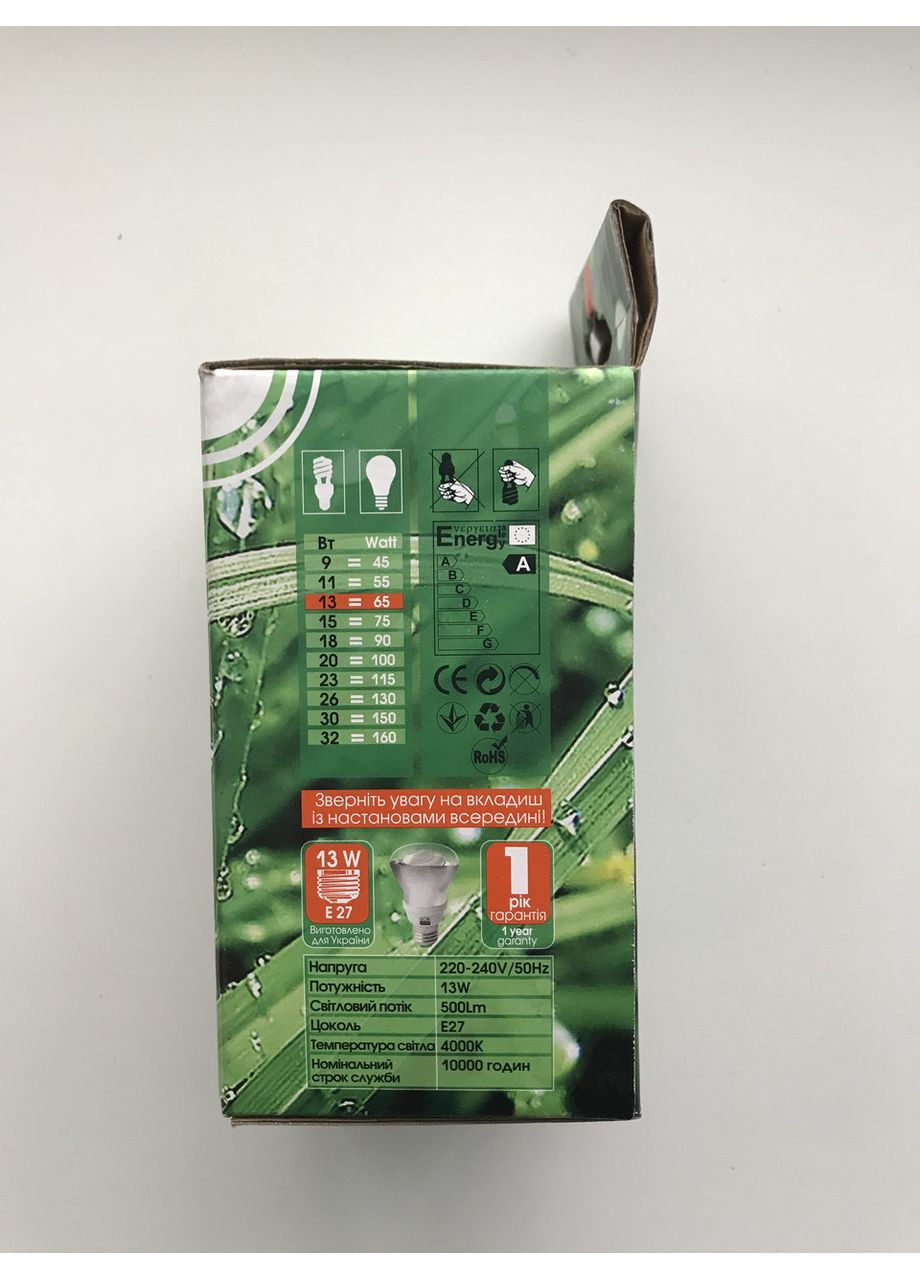 Вт Watt
9 = 45
11 = 55
13 = 65
15 = 75
18 = 90
20 = 100
23 = 115
26 = 130
30 = 150
32 = 160
Energy
A
A
B
C
D
E
F
G
CE
RoHS
Зверніть увагу на вкладиш
із настановами всередині!
13 W
E 27
Виготовлено
для України
1
рік
гарантія
1 year
garanty
Напруга 220-240V/50Hz
Потужність 13W
Світловий потік 500Lm
Цоколь E27
Температура світла 4000K
Номінальний 10000 годин
строк служби